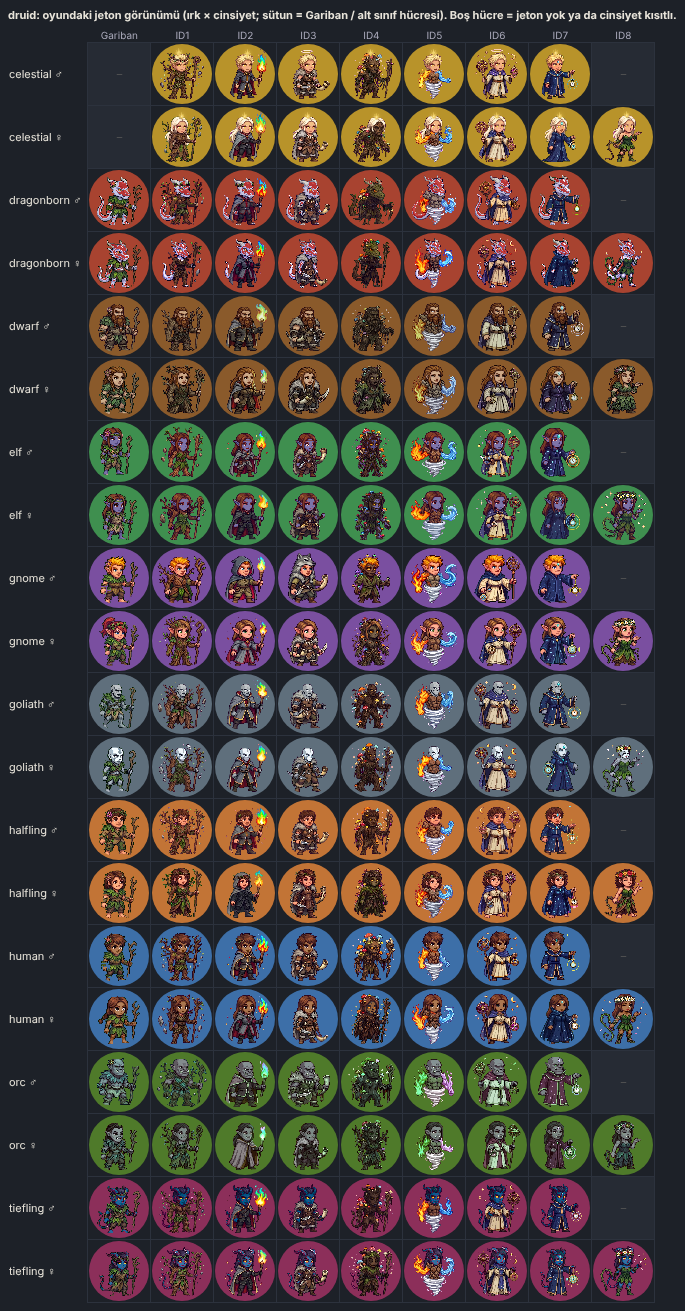 druid: oyundaki jeton görünümü (ırk × cinsiyet; sütun = Gariban / alt sınıf hücresi). Boş hücre = jeton yok ya da cinsiyet kısıtlı.
Gariban ID1 ID2 ID3 ID4 ID5 ID6 ID7 ID8
celestial ♂ – –
celestial ♀ –
dragonborn ♂ –
dragonborn ♀
dwarf ♂ –
dwarf ♀
elf ♂ –
elf ♀
gnome ♂ –
gnome ♀
goliath ♂ –
goliath ♀
halfling ♂ –
halfling ♀
human ♂ –
human ♀
orc ♂ –
orc ♀
tiefling ♂ –
tiefling ♀